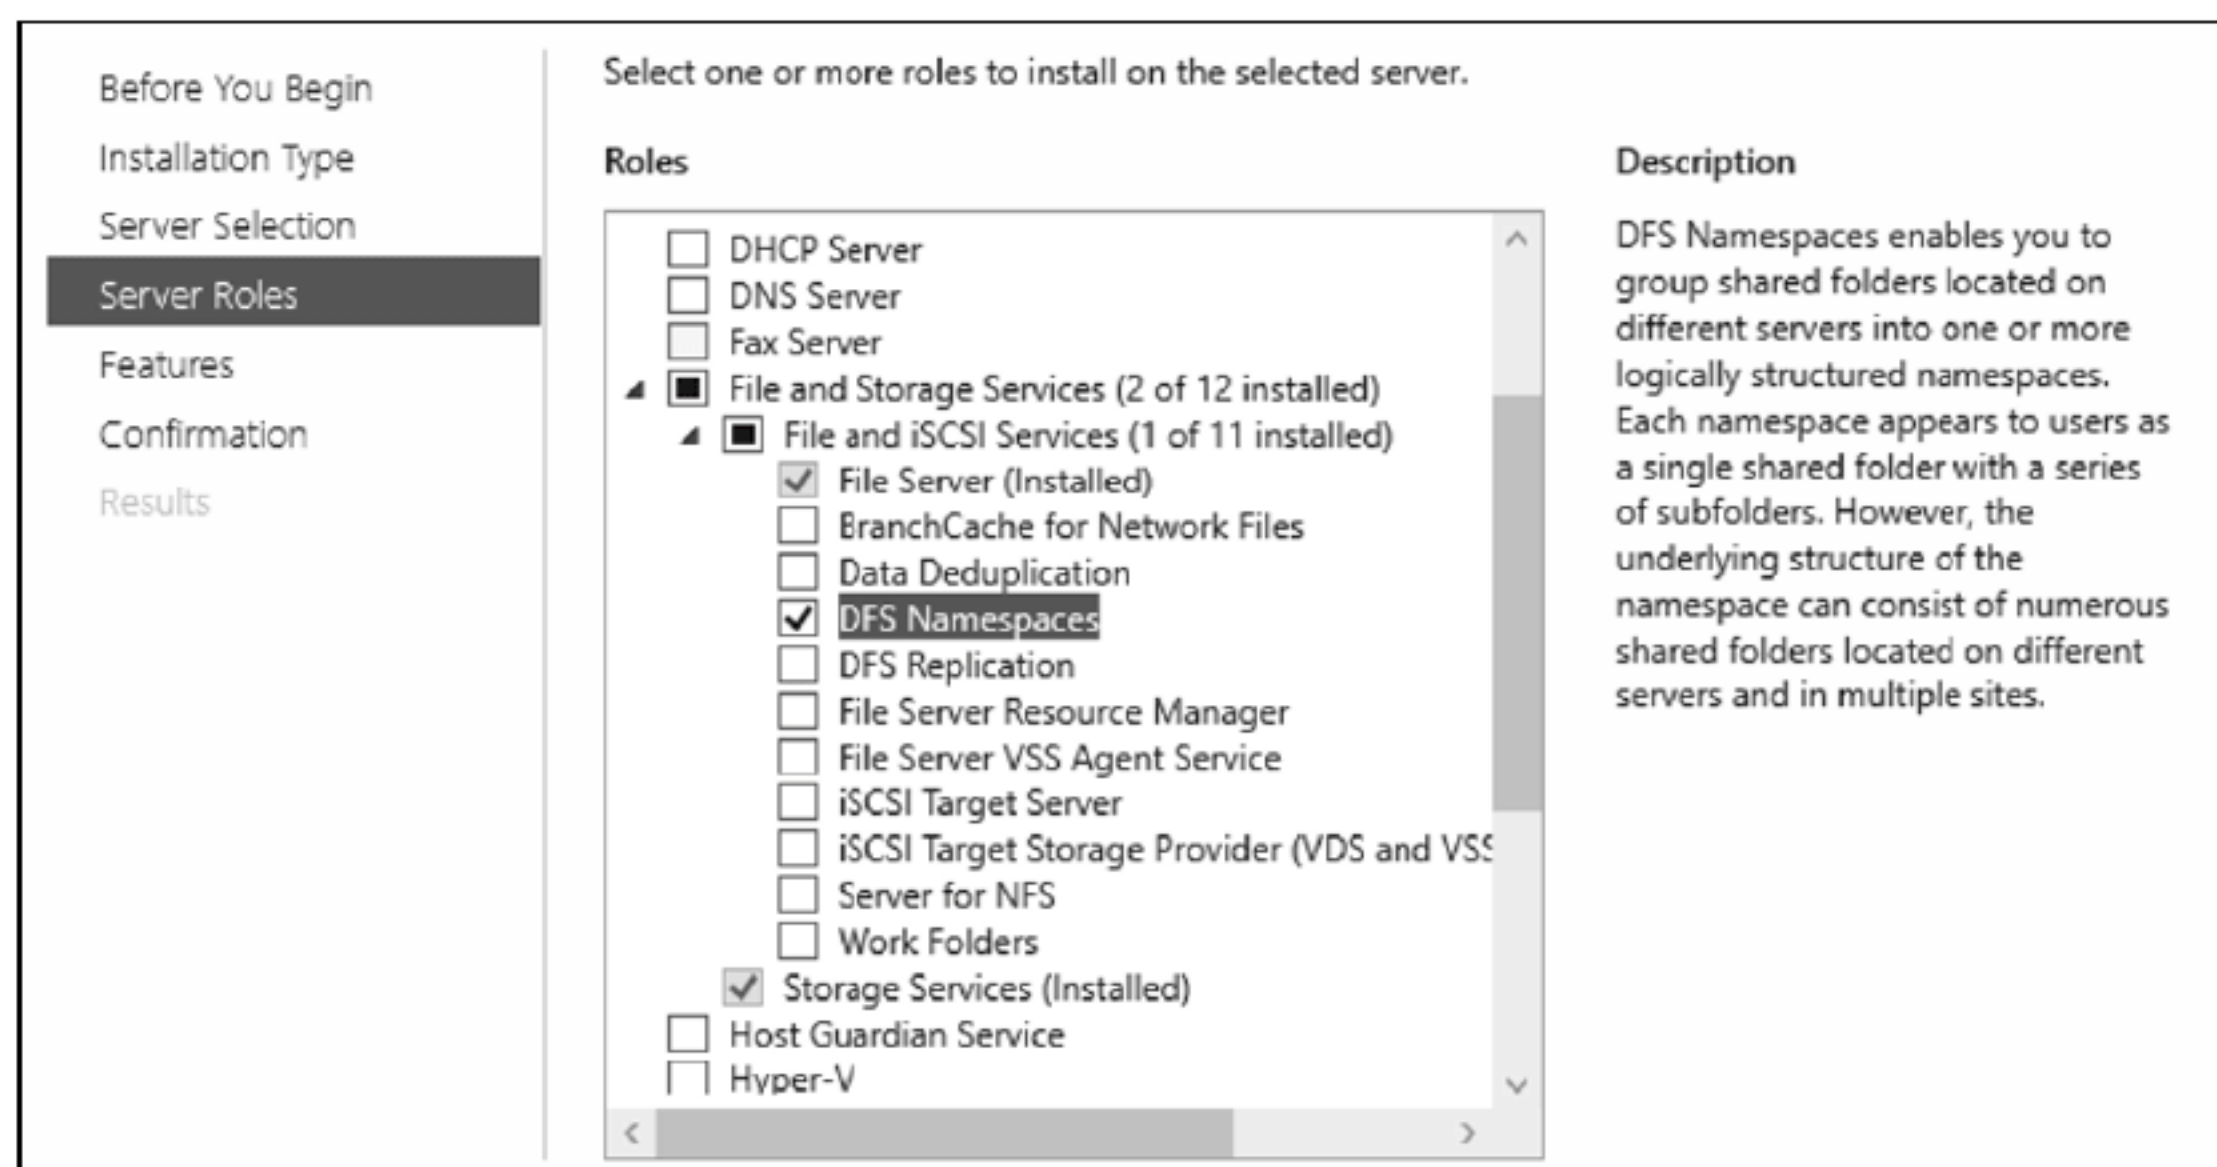 Before You Begin
Installation Type
Server Selection
Server Roles
Features
Confirmation
Results
Select one or more roles to install on the selected server.
Roles
DHCP Server
DNS Server
Fax Server
File and Storage Services (2 of 12 installed)
File and iSCSI Services (1 of 11 installed)
File Server (Installed)
BranchCache for Network Files
Data Deduplication
DFS Namespaces
DFS Replication
File Server Resource Manager
File Server VSS Agent Service
iSCSI Target Server
iSCSI Target Storage Provider (VDS and VSS
Server for NFS
Work Folders
Storage Services (Installed)
Host Guardian Service
Hyper-V
Description
DFS Namespaces enables you to
group shared folders located on
different servers into one or more
logically structured namespaces.
Each namespace appears to users as
a single shared folder with a series
of subfolders. However, the
underlying structure of the
namespace can consist of numerous
shared folders located on different
servers and in multiple sites.